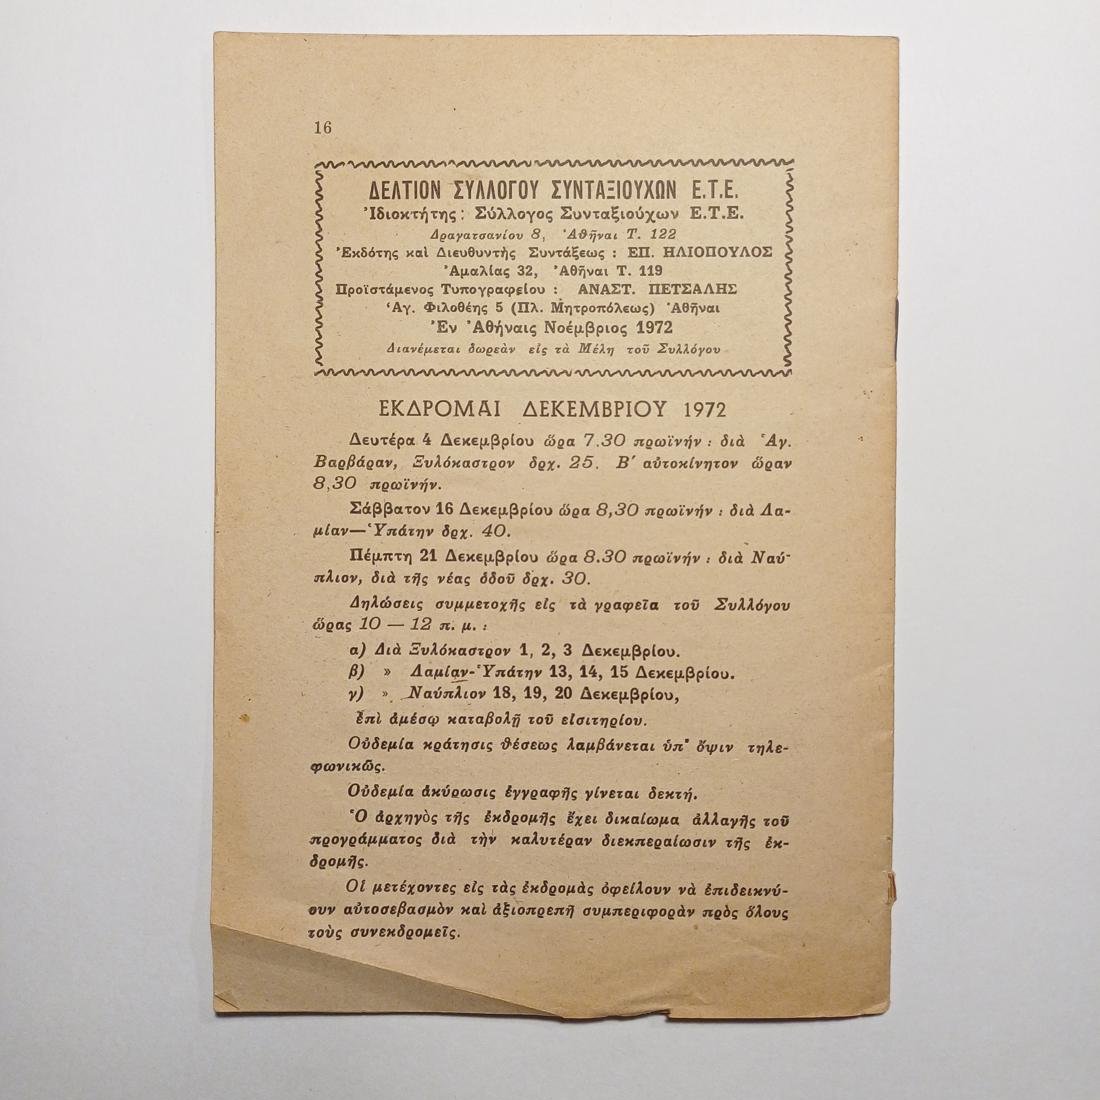 16
ΔΕΛΤΙΟΝ ΣΥΛΛΟΓΟΥ ΣΥΝΤΑΞΙΟΥΧΩΝ Ε.Τ.Ε.
Ἰδιοκτήτης: Σύλλογος Συνταξιούχων Ε.Τ.Ε.
Δραγατσανίου 8, Ἀθῆναι Τ. 122
Ἐκδότης καὶ Διευθυντὴς Συντάξεως : ΕΠ. ΗΛΙΟΠΟΥΛΟΣ
Ἀμαλίας 32, Ἀθῆναι Τ. 119
Προϊστάμενος Τυπογραφείου : ΑΝΑΣΤ. ΠΕΤΣΑΛΗΣ
Ἁγ. Φιλοθέης 5 (Πλ. Μητροπόλεως) Ἀθῆναι
Ἐν Ἀθήναις Νοέμβριος 1972
Διανέμεται δωρεὰν εἰς τὰ Μέλη τοῦ Συλλόγου
ΕΚΔΡΟΜΑΙ ΔΕΚΕΜΒΡΙΟΥ 1972
Δευτέρα 4 Δεκεμβρίου ὥρα 7.30 πρωϊνήν : διὰ Ἁγ.
Βαρβάραν, Ξυλόκαστρον δρχ. 25. Β΄ αὐτοκίνητον ὥραν
8,30 πρωϊνήν.
Σάββατον 16 Δεκεμβρίου ὥρα 8,30 πρωϊνήν : διὰ Λα-
μίαν—Ὑπάτην δρχ. 40.
Πέμπτη 21 Δεκεμβρίου ὥρα 8.30 πρωϊνήν : διὰ Ναύ-
πλιον, διὰ τῆς νέας ὁδοῦ δρχ. 30.
Δηλώσεις συμμετοχῆς εἰς τὰ γραφεῖα τοῦ Συλλόγου
ὥρας 10 — 12 π. μ. :
α) Διὰ Ξυλόκαστρον 1, 2, 3 Δεκεμβρίου.
β) » Λαμίαν-Ὑπάτην 13, 14, 15 Δεκεμβρίου.
γ) » Ναύπλιον 18, 19, 20 Δεκεμβρίου,
ἐπὶ ἀμέσῳ καταβολῇ τοῦ εἰσιτηρίου.
Οὐδεμία κράτησις θέσεως λαμβάνεται ὑπ' ὄψιν τηλε-
φωνικῶς.
Οὐδεμία ἀκύρωσις ἐγγραφῆς γίνεται δεκτή.
Ὁ ἀρχηγὸς τῆς ἐκδρομῆς ἔχει δικαίωμα ἀλλαγῆς τοῦ
προγράμματος διὰ τὴν καλυτέραν διεκπεραίωσιν τῆς ἐκ-
δρομῆς.
Οἱ μετέχοντες εἰς τὰς ἐκδρομὰς ὀφείλουν νὰ ἐπιδεικνύ-
ουν αὐτοσεβασμὸν καὶ ἀξιοπρεπῆ συμπεριφορὰν πρὸς ὅλους
τοὺς συνεκδρομεῖς.